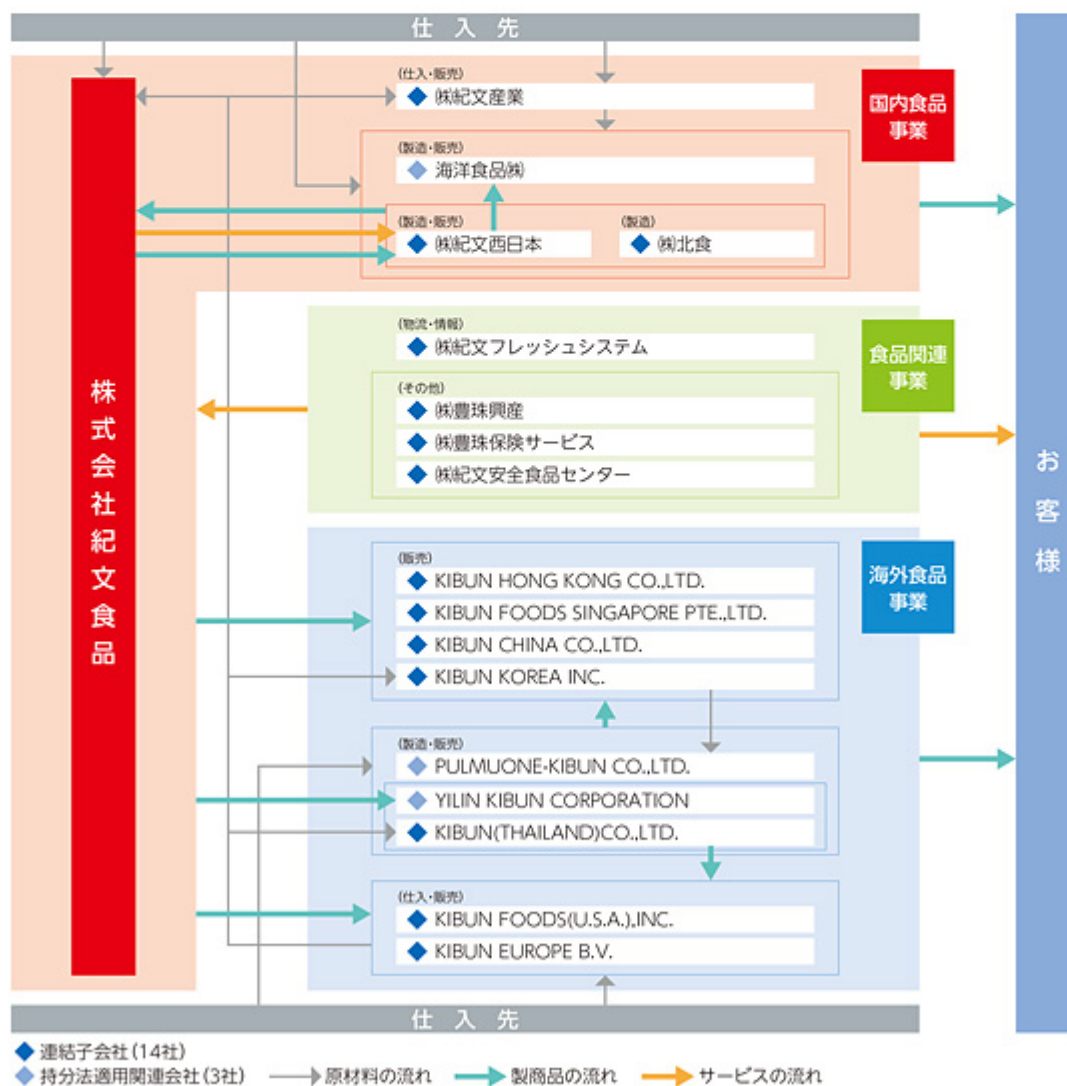 仕入先
(仕入・販売)
㈱紀文産業
国内食品
事業
(製造・販売)
海洋食品㈱
(製造・販売)
㈱紀文西日本
(製造)
㈱北食
(物流・情報)
㈱紀文フレッシュシステム
食品関連
事業
(その他)
㈱豊珠興産
㈱豊珠保険サービス
㈱紀文安全食品センター
株式会社紀文食品
お客様
(販売)
KIBUN HONG KONG CO.,LTD.
海外食品
事業
KIBUN FOODS SINGAPORE PTE.,LTD.
KIBUN CHINA CO.,LTD.
KIBUN KOREA INC.
(製造・販売)
PULMUONE-KIBUN CO.,LTD.
YILIN KIBUN CORPORATION
KIBUN(THAILAND)CO.,LTD.
(仕入・販売)
KIBUN FOODS(U.S.A.),INC.
KIBUN EUROPE B.V.
仕入先
連結子会社(14社)
持分法適用関連会社(3社)
原材料の流れ
製商品の流れ
サービスの流れ